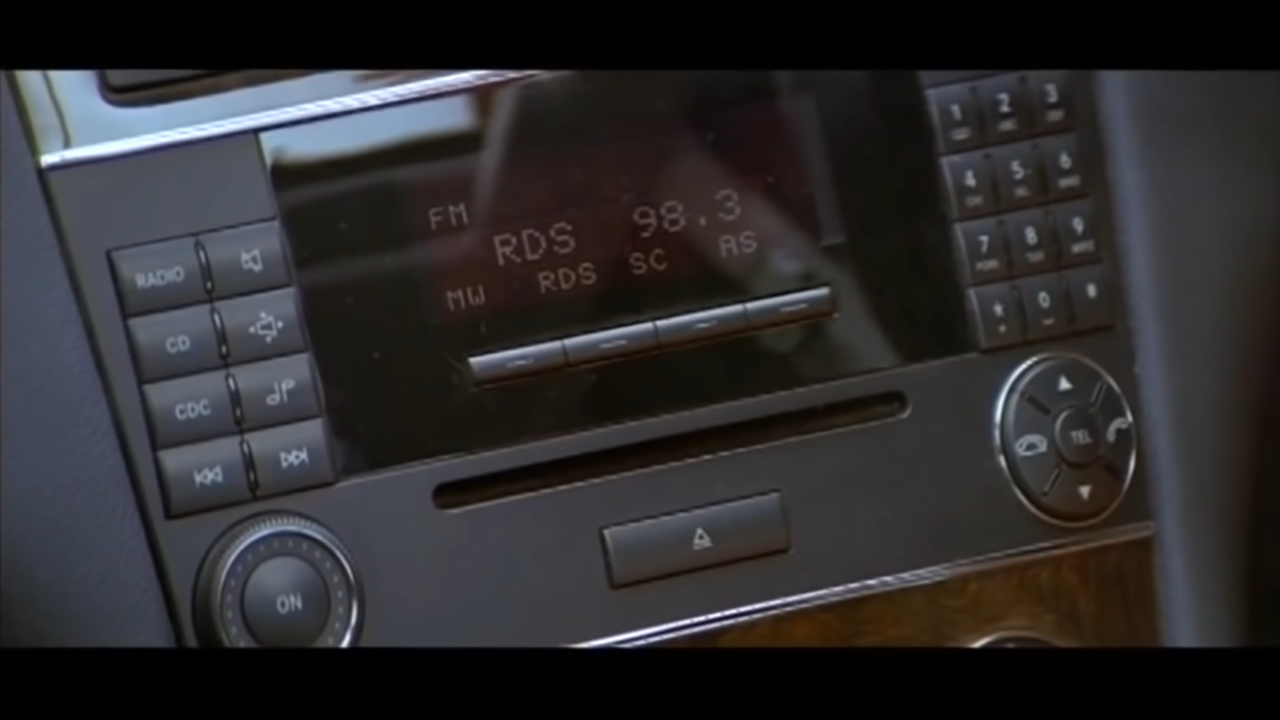 FM
RDS 98.3
MW RDS SC AS
RADIO
CD
CDC
ON
1 2 3
4 5 6
7 8 9
* 0 #
TEL